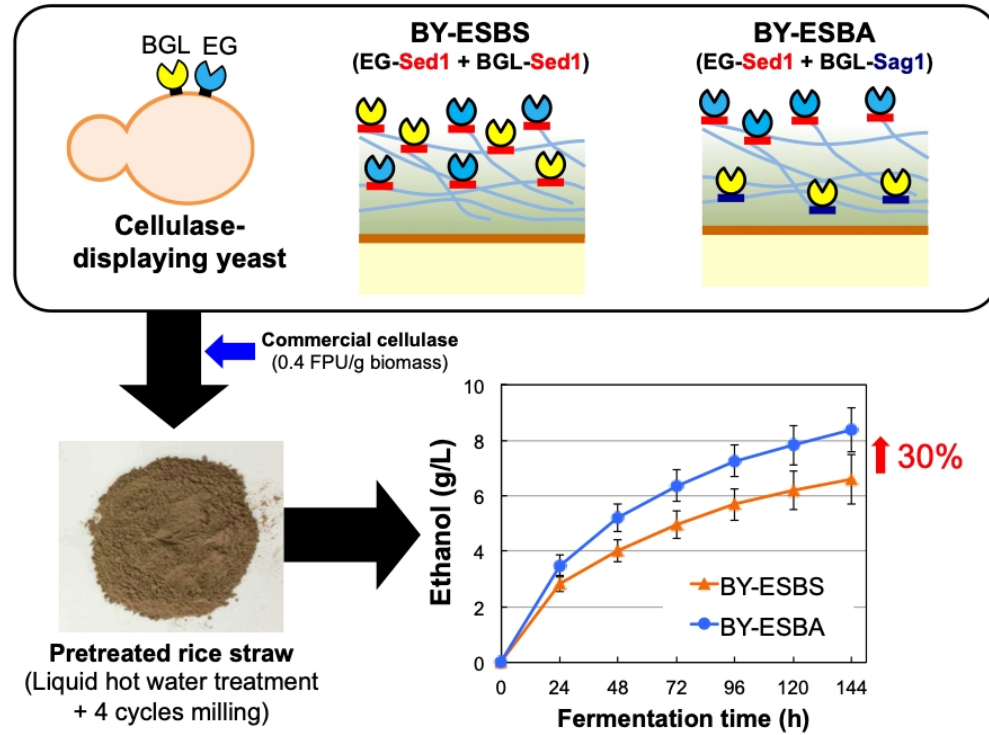 BGL EG
Cellulase-
displaying yeast
BY-ESBS
(EG-Sed1 + BGL-Sed1)
BY-ESBA
(EG-Sed1 + BGL-Sag1)
Commercial cellulase
(0.4 FPU/g biomass)
Pretreated rice straw
(Liquid hot water treatment
+ 4 cycles milling)
Ethanol (g/L)
10
8
6
4
2
0
0 24 48 72 96 120 144
Fermentation time (h)
BY-ESBS
BY-ESBA
30%